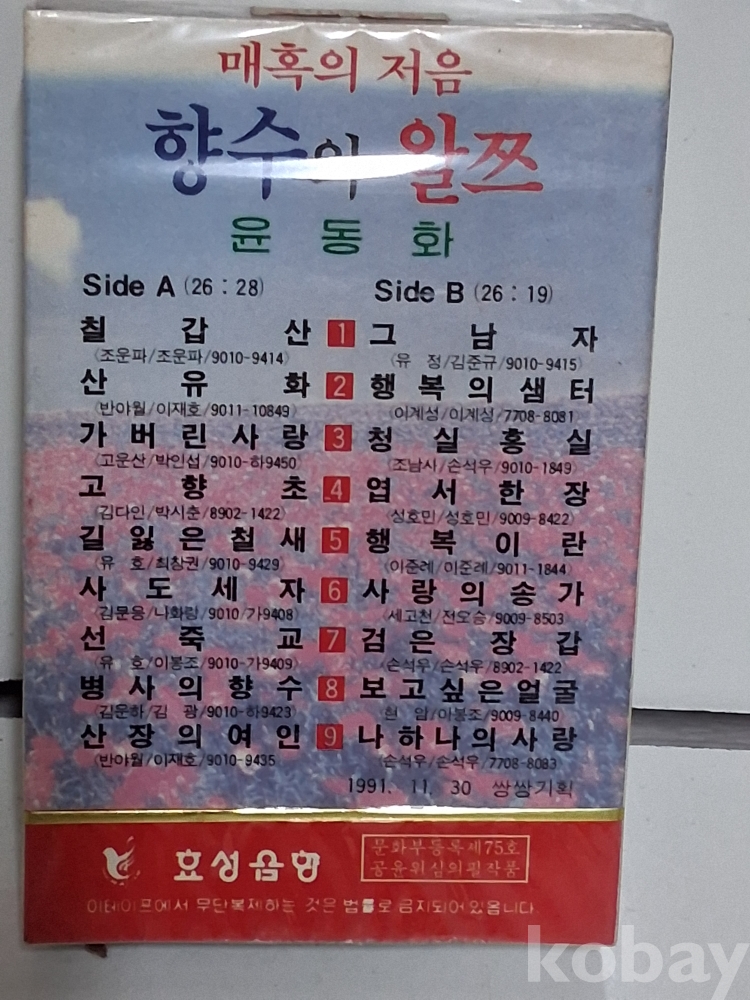 매혹의 저음
향수의 왈쯔
윤동화
Side A (26 : 28)
칠갑산 1
(조운파/조운파/9010-9414)
산유화 2
(반야월/이재호/9011-10849)
가버린사랑 3
(고운산/박인섭/9010-하9450)
고향초 4
(김다인/박시춘/8902-1422)
길잃은철새 5
(유 호/최창권/9010-9429)
사도세자 6
(김문응/나화랑/9010/가9408)
선죽교 7
(유 호/이봉조/9010-가9409)
병사의향수 8
(김운하/김 광/9010-하9423)
산장의여인 9
(반야월/이재호/9010-9435)
Side B (26 : 19)
그남자
(유 정/김준규/9010-9415)
행복의샘터
(이계성/이계성/7708-8081)
청실홍실
(조남사/손석우/9010-1849)
엽서한장
(성호민/성호민/9009-8422)
행복이란
(이준례/이준례/9011-1844)
사랑의송가
(세고천/전오승/9009-8503)
검은장갑
(손석우/손석우/8902-1422)
보고싶은얼굴
(현 암/이봉조/9009-8440)
나하나의사랑
(손석우/손석우/7708-8083)
1991. 11. 30 쌍쌍기획
효성음향
문화부등록제75호
공윤위심의필작품
이테이프에서 무단복제하는 것은 법률로 금지되어있읍니다.
kobay